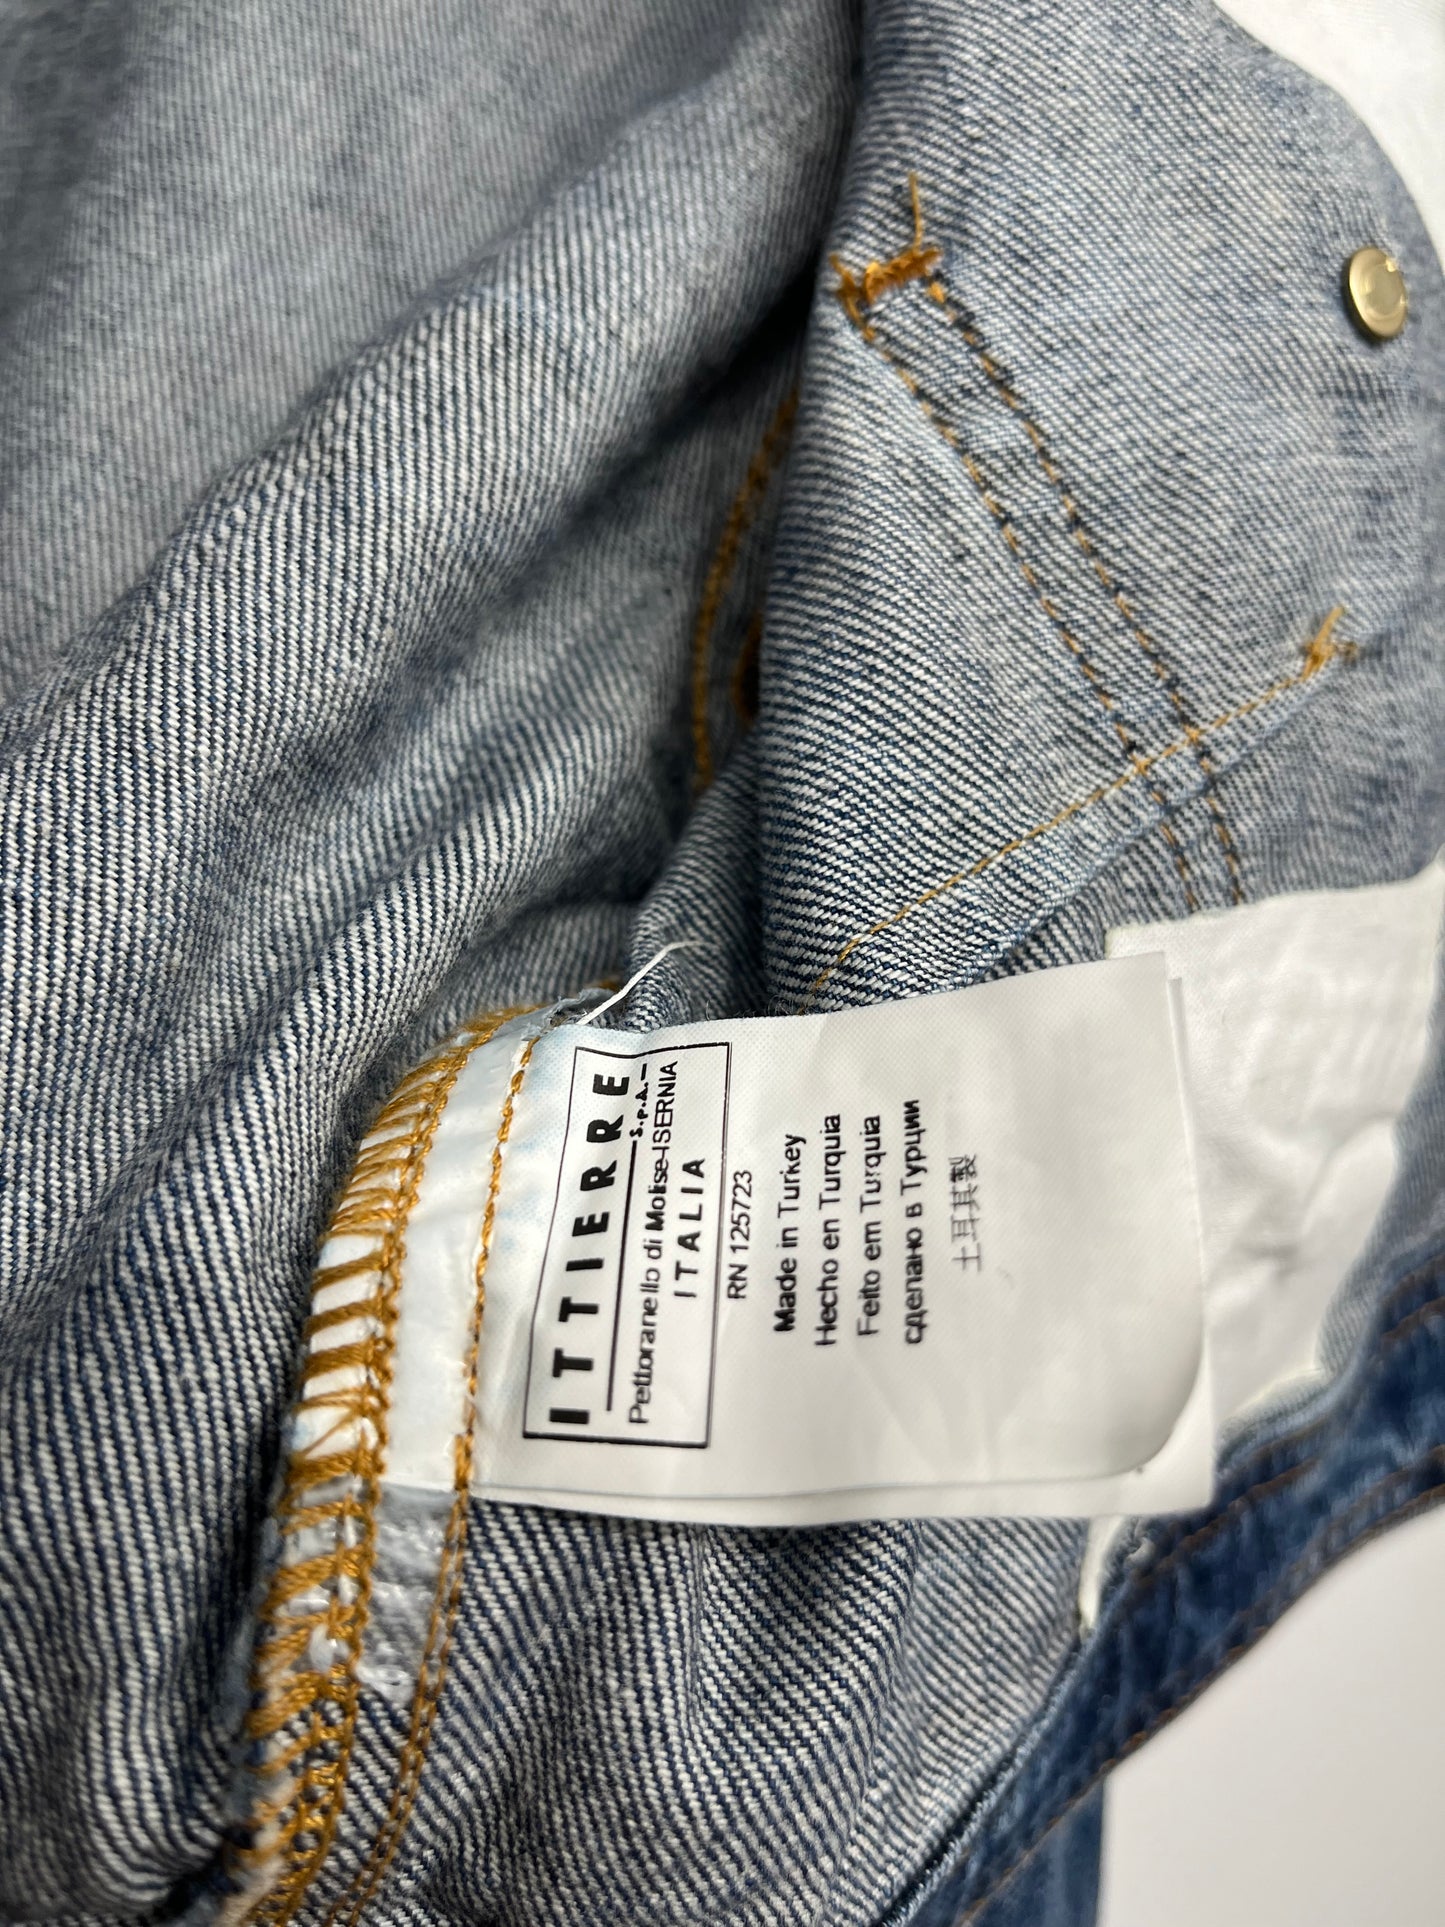 ITTIERRE
S.p.A.
Pettoranello di Molise-ISERNIA
ITALIA
RN 125723
Made in Turkey
Hecho en Turquia
Feito em Turquia
сделано в Турции
土耳其製